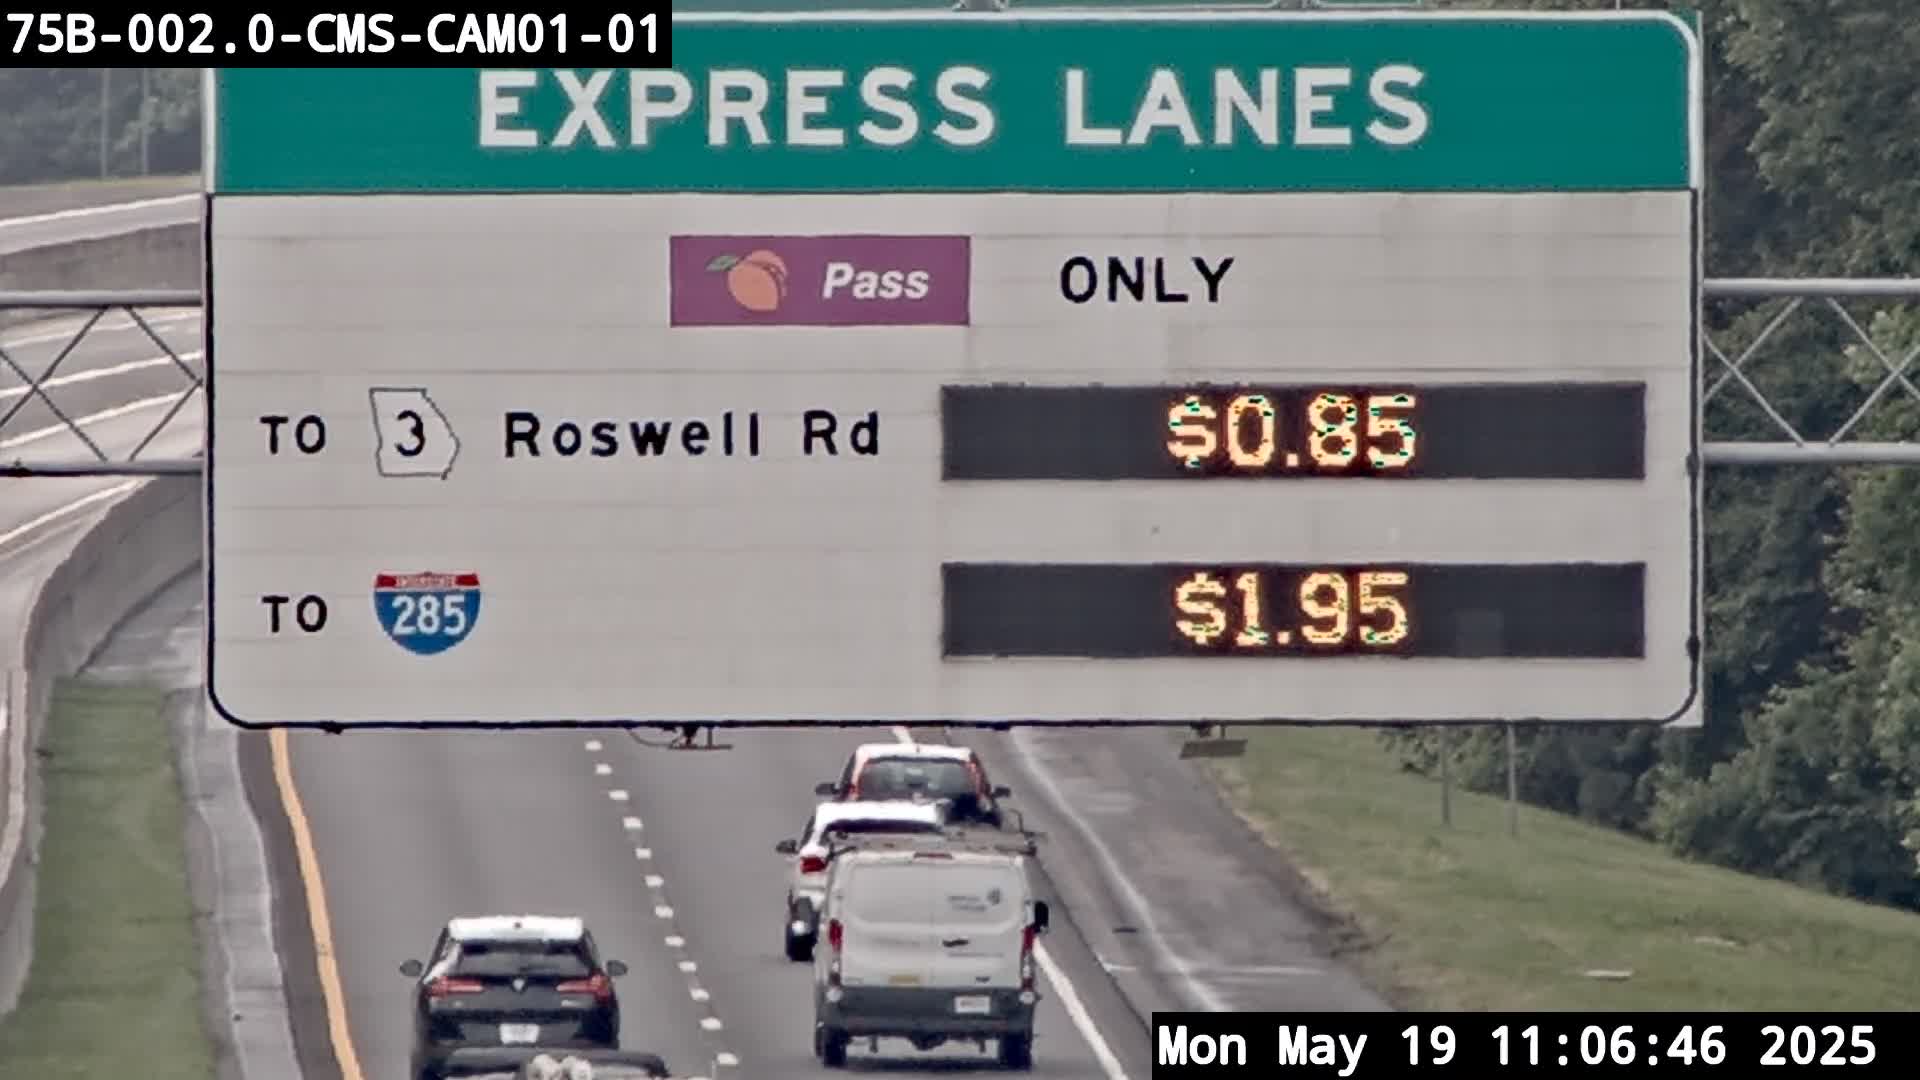 75B-002.0-CMS-CAM01-01
EXPRESS LANES
Pass ONLY
TO 3 Roswell Rd $0.85
TO 285 $1.95
Mon May 19 11:06:46 2025